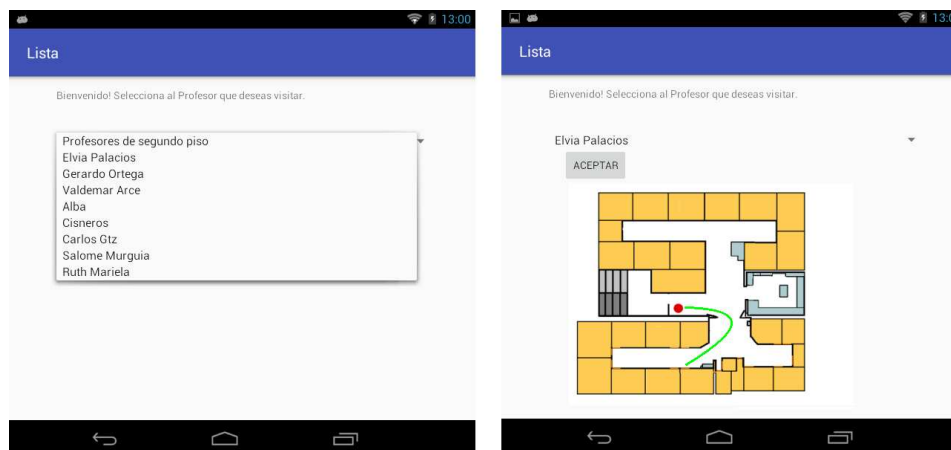 13:00
Lista
Bienvenido! Selecciona al Profesor que deseas visitar.
Profesores de segundo piso
Elvia Palacios
Gerardo Ortega
Valdemar Arce
Alba
Cisneros
Carlos Gtz
Salome Murguia
Ruth Mariela
Lista
Bienvenido! Selecciona al Profesor que deseas visitar.
Elvia Palacios
ACEPTAR